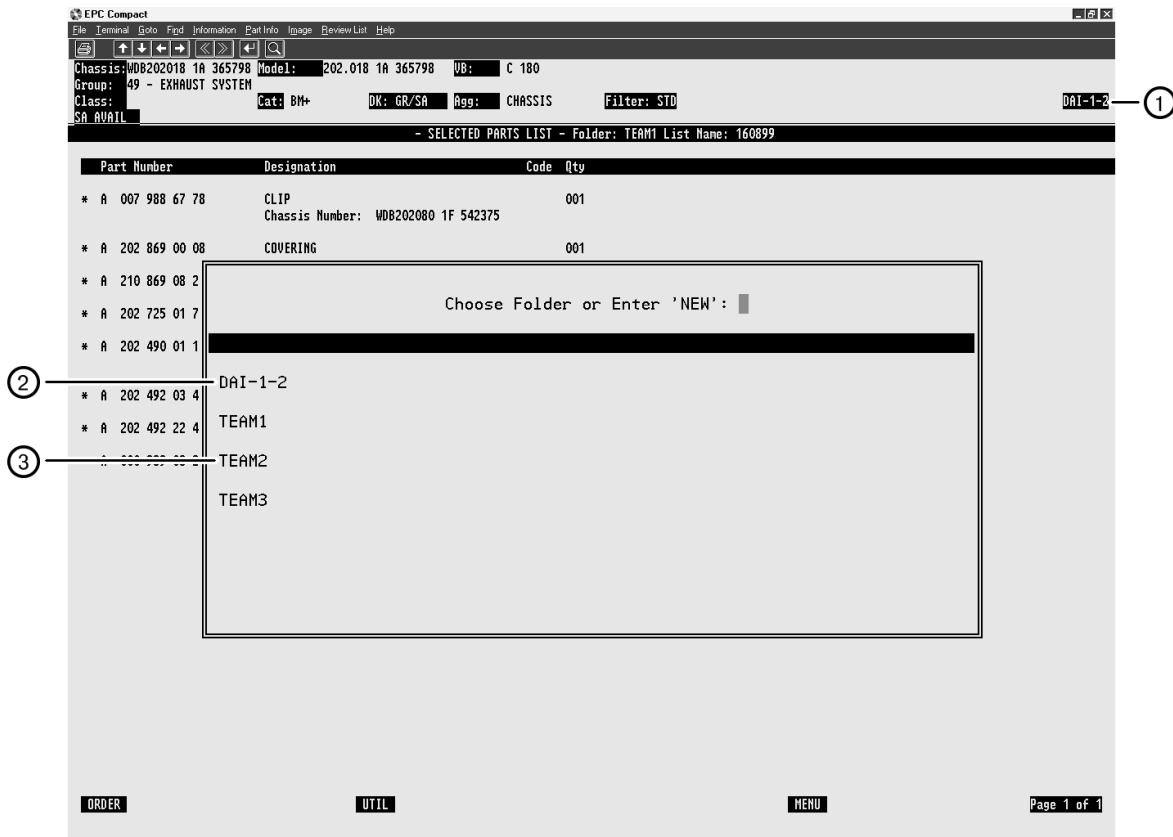 EPC Compact
File Terminal Goto Find Information Part Info Image Review List Help
Chassis: WDB202018 1A 365798 Model: 202.018 1A 365798 VB: C 180
Group: 49 - EXHAUST SYSTEM
Class: Cat: BM+ DK: GR/SA Agg: CHASSIS Filter: STD DAI-1-2 1
SA AVAIL
- SELECTED PARTS LIST - Folder: TEAM1 List Name: 160899
Part Number Designation Code Qty
* A 007 988 67 78 CLIP 001
Chassis Number: WDB202080 1F 542375
* A 202 869 00 08 COVERING 001
* A 210 869 08 2
Choose Folder or Enter 'NEW':
* A 202 725 01 7
* A 202 490 01 1
2 DAI-1-2
* A 202 492 03 4
TEAM1
* A 202 492 22 4
3 TEAM2
TEAM3
ORDER UTIL MENU Page 1 of 1